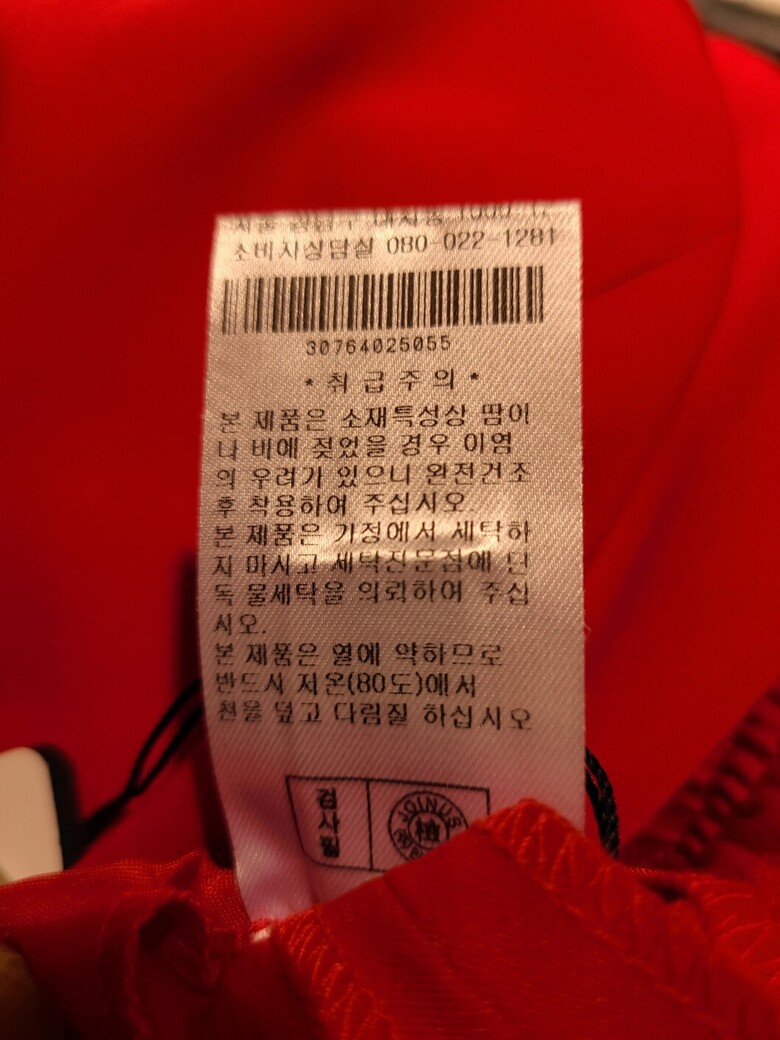 소비자상담실 080-022-1281
30764025055
*취급주의*
본 제품은 소재특성상 땀이
나 비에 젖었을 경우 이염
의 우려가 있으니 완전건조
후 착용하여 주십시오.
본 제품은 가정에서 세탁하
지 마시고 세탁전문점에 단
독 물세탁을 의뢰하여 주십
시오.
본 제품은 열에 약하므로
반드시 저온(80도)에서
천을 덮고 다림질 하십시오
검사필
JOINUS
檢